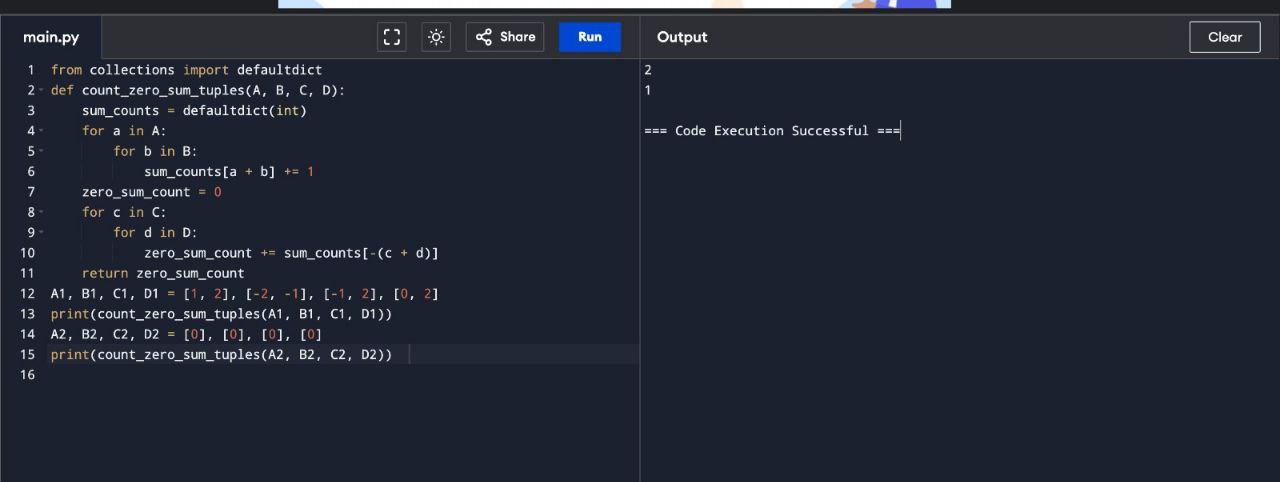 main.py
Share
Run
Output
Clear
1 from collections import defaultdict
2 def count_zero_sum_tuples(A, B, C, D):
3     sum_counts = defaultdict(int)
4     for a in A:
5         for b in B:
6             sum_counts[a + b] += 1
7     zero_sum_count = 0
8     for c in C:
9         for d in D:
10             zero_sum_count += sum_counts[-(c + d)]
11     return zero_sum_count
12 A1, B1, C1, D1 = [1, 2], [-2, -1], [-1, 2], [0, 2]
13 print(count_zero_sum_tuples(A1, B1, C1, D1))
14 A2, B2, C2, D2 = [0], [0], [0], [0]
15 print(count_zero_sum_tuples(A2, B2, C2, D2))
16
2
1
=== Code Execution Successful ===